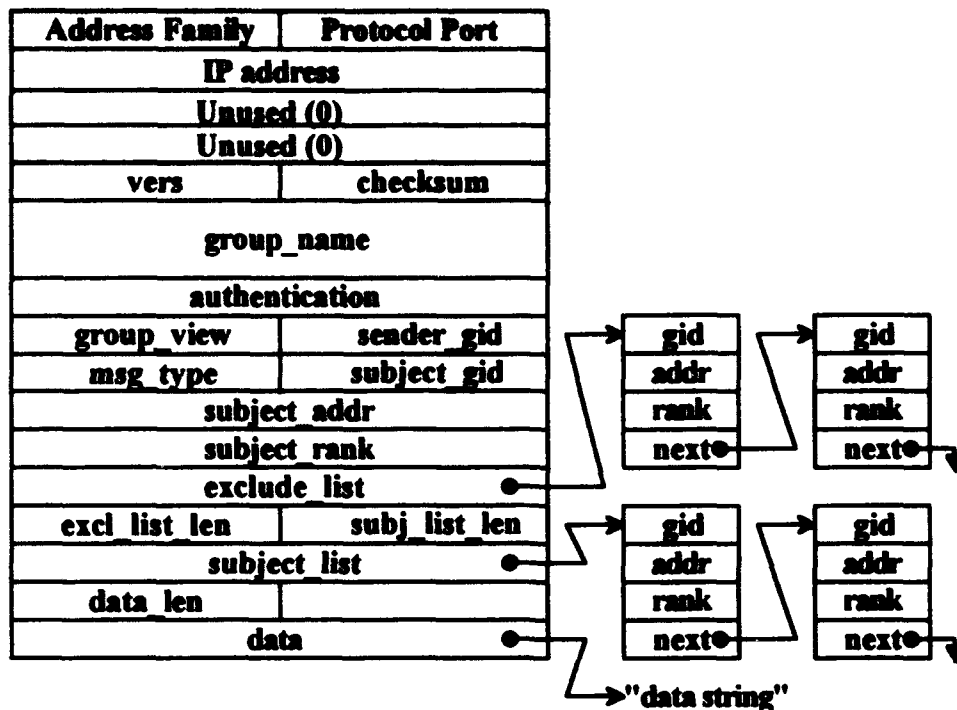 Address Family Protocol Port
IP address
Unused (0)
Unused (0)
vers checksum
group_name
authentication
group_view sender_gid
msg_type subject_gid
subject_addr
subject_rank
exclude_list
excl_list_len subj_list_len
subject_list
data_len
data
gid
addr
rank
next
gid
addr
rank
next
gid
addr
rank
next
gid
addr
rank
next
"data string"